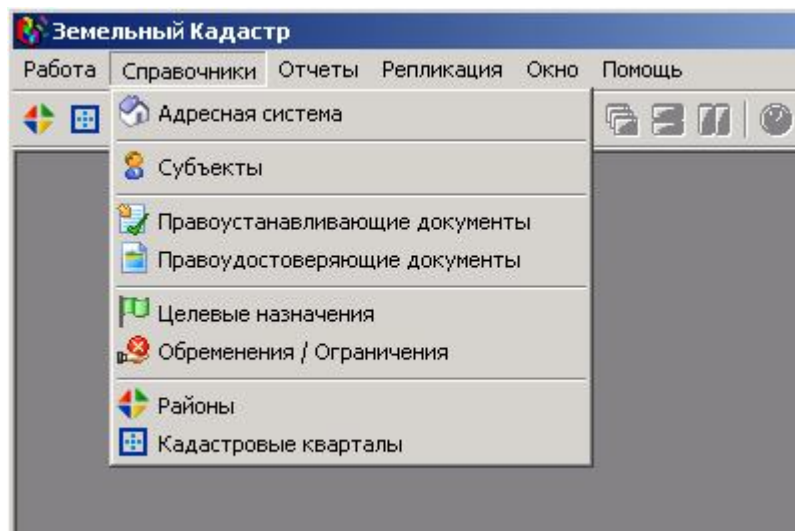 Земельный Кадастр
Работа Справочники Отчеты Репликация Окно Помощь
Адресная система
Субъекты
Правоустанавливающие документы
Правоудостоверяющие документы
Целевые назначения
Обременения / Ограничения
Районы
Кадастровые кварталы